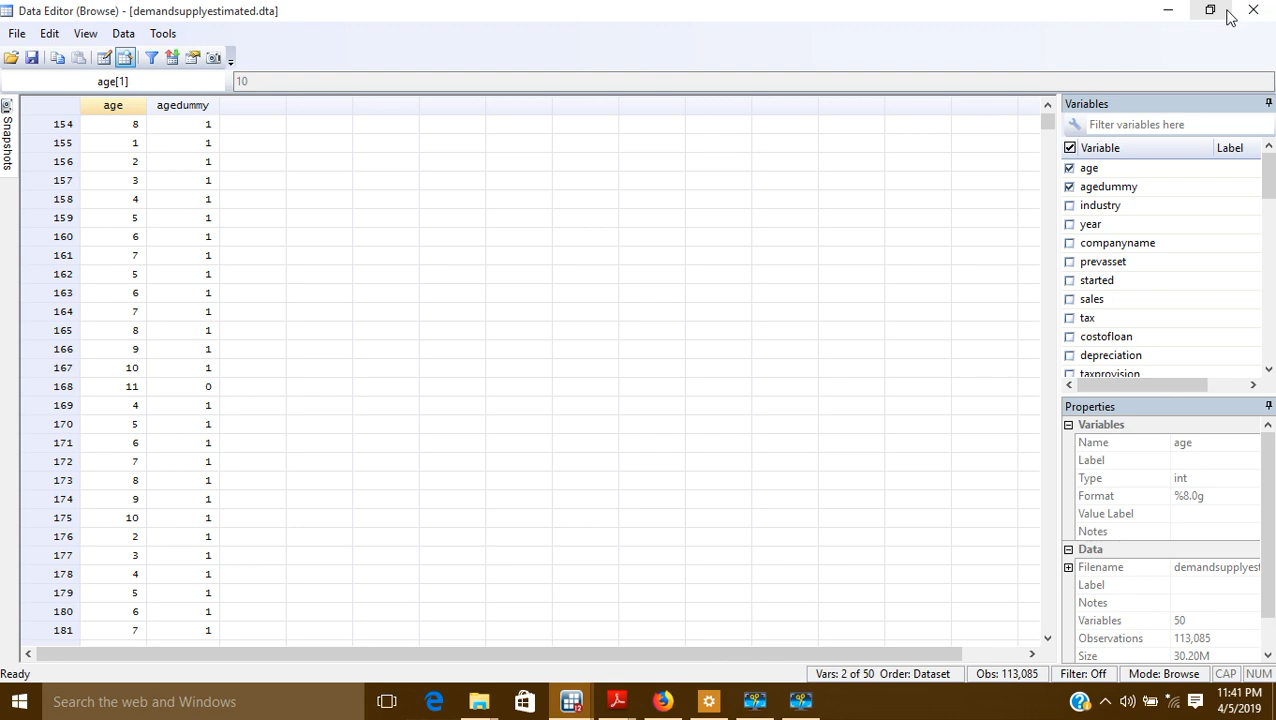 Data Editor (Browse) - [demandsupplyestimated.dta]
File Edit View Data Tools
age[1] 10
Snapshots
age agedummy
154 8 1
155 1 1
156 2 1
157 3 1
158 4 1
159 5 1
160 6 1
161 7 1
162 5 1
163 6 1
164 7 1
165 8 1
166 9 1
167 10 1
168 11 0
169 4 1
170 5 1
171 6 1
172 7 1
173 8 1
174 9 1
175 10 1
176 2 1
177 3 1
178 4 1
179 5 1
180 6 1
181 7 1
Variables
Filter variables here
Variable Label
age
agedummy
industry
year
companyname
prevasset
started
sales
tax
costofloan
depreciation
taxprovision
Properties
Variables
Name age
Label
Type int
Format %8.0g
Value Label
Notes
Data
Filename demandsupplyest
Label
Notes
Variables 50
Observations 113,085
Size 30.20M
Ready Vars: 2 of 50 Order: Dataset Obs: 113,085 Filter: Off Mode: Browse CAP NUM
Search the web and Windows
11:41 PM
4/5/2019